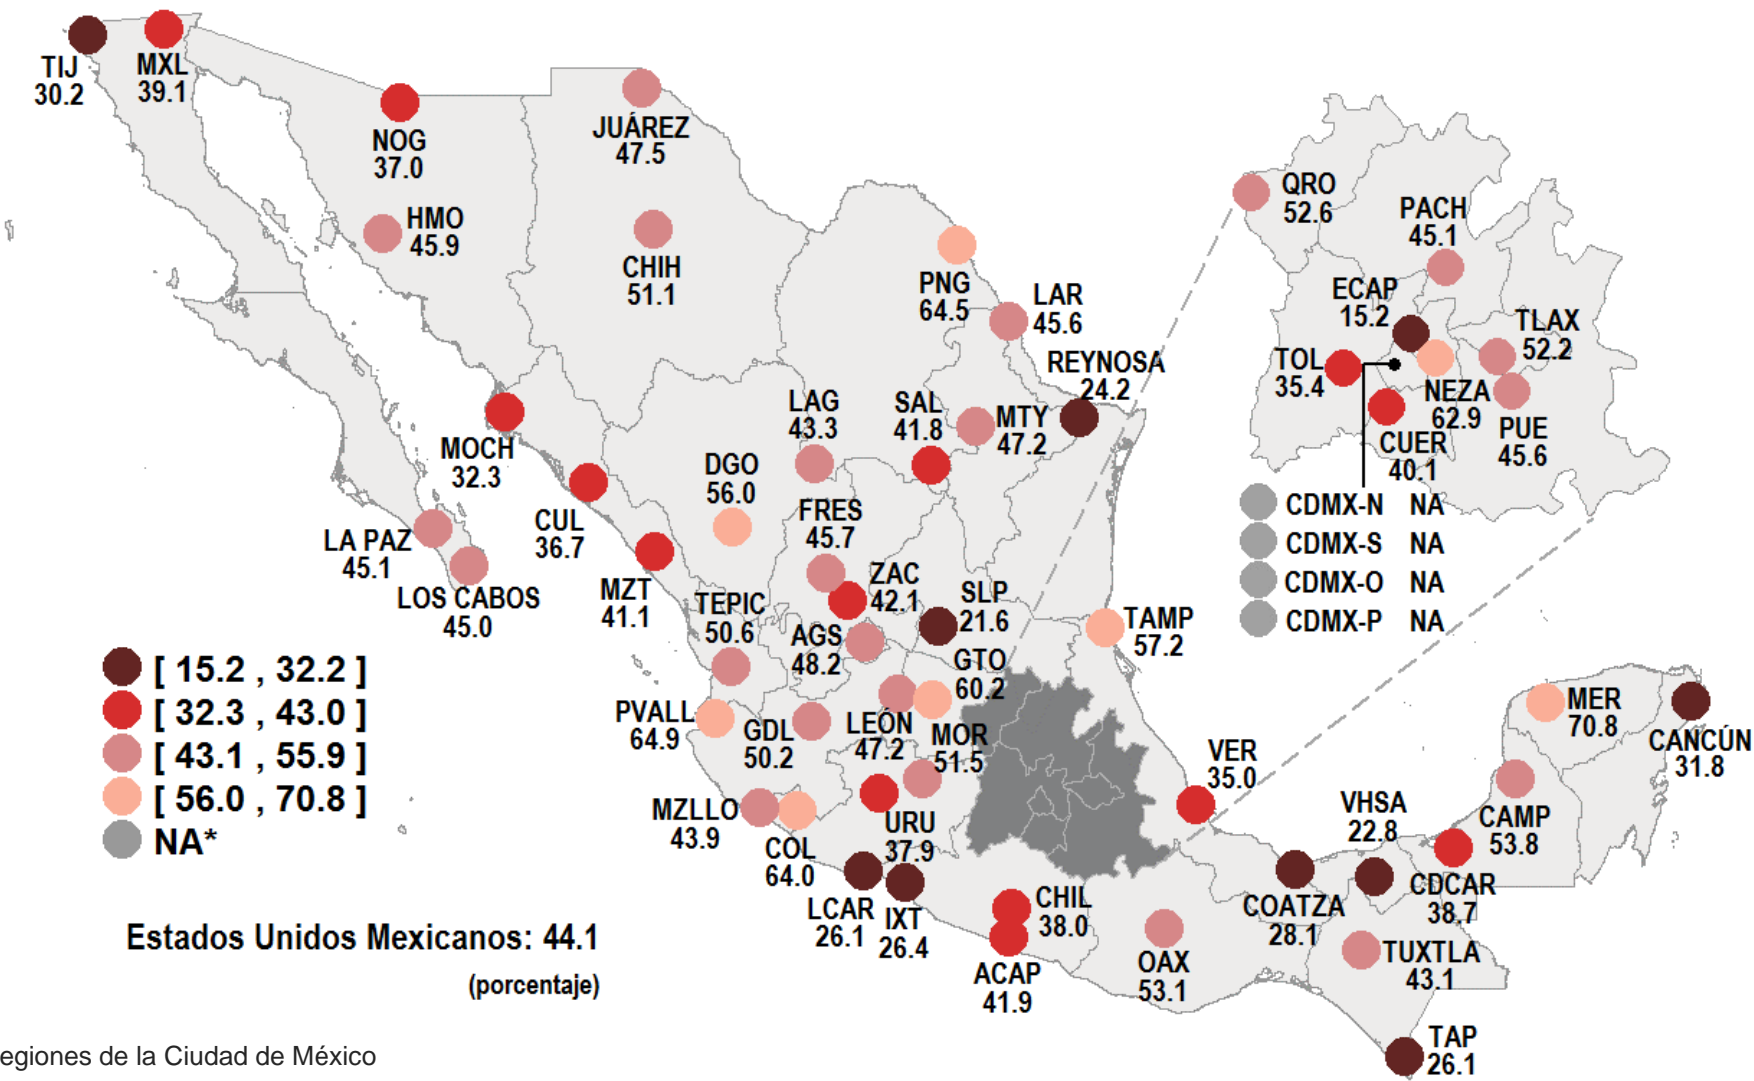 TIJ
30.2
MXL
39.1
NOG
37.0
HMO
45.9
JUÁREZ
47.5
CHIH
51.1
PNG
64.5
LAR
45.6
REYNOSA
24.2
LAG
43.3
SAL
41.8
MTY
47.2
MOCH
32.3
DGO
56.0
CUL
36.7
FRES
45.7
LA PAZ
45.1
LOS CABOS
45.0
MZT
41.1
ZAC
42.1
TEPIC
50.6
AGS
48.2
SLP
21.6
TAMP
57.2
GTO
60.2
PVALL
64.9
GDL
50.2
LEÓN
47.2
MOR
51.5
MZLLO
43.9
COL
64.0
URU
37.9
LCAR
26.1
IXT
26.4
CHIL
38.0
ACAP
41.9
OAX
53.1
VER
35.0
COATZA
28.1
VHSA
22.8
CDCAR
38.7
CAMP
53.8
MER
70.8
CANCÚN
31.8
TUXTLA
43.1
TAP
26.1
QRO
52.6
PACH
45.1
ECAP
15.2
TLAX
52.2
TOL
35.4
NEZA
62.9
CUER
40.1
PUE
45.6
CDMX-N NA
CDMX-S NA
CDMX-O NA
CDMX-P NA
[ 15.2 , 32.2 ]
[ 32.3 , 43.0 ]
[ 43.1 , 55.9 ]
[ 56.0 , 70.8 ]
NA*
Estados Unidos Mexicanos: 44.1
(porcentaje)
egiones de la Ciudad de México